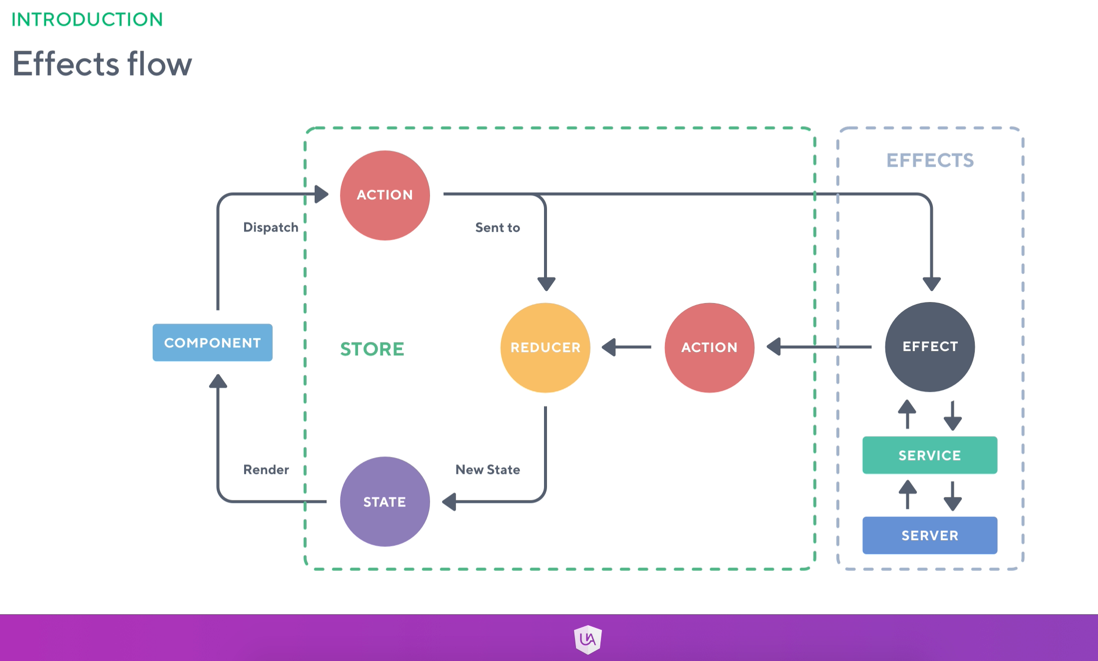 INTRODUCTION
Effects flow
EFFECTS
ACTION
Dispatch
Sent to
COMPONENT
STORE
REDUCER
ACTION
EFFECT
SERVICE
Render
New State
STATE
SERVER
UA